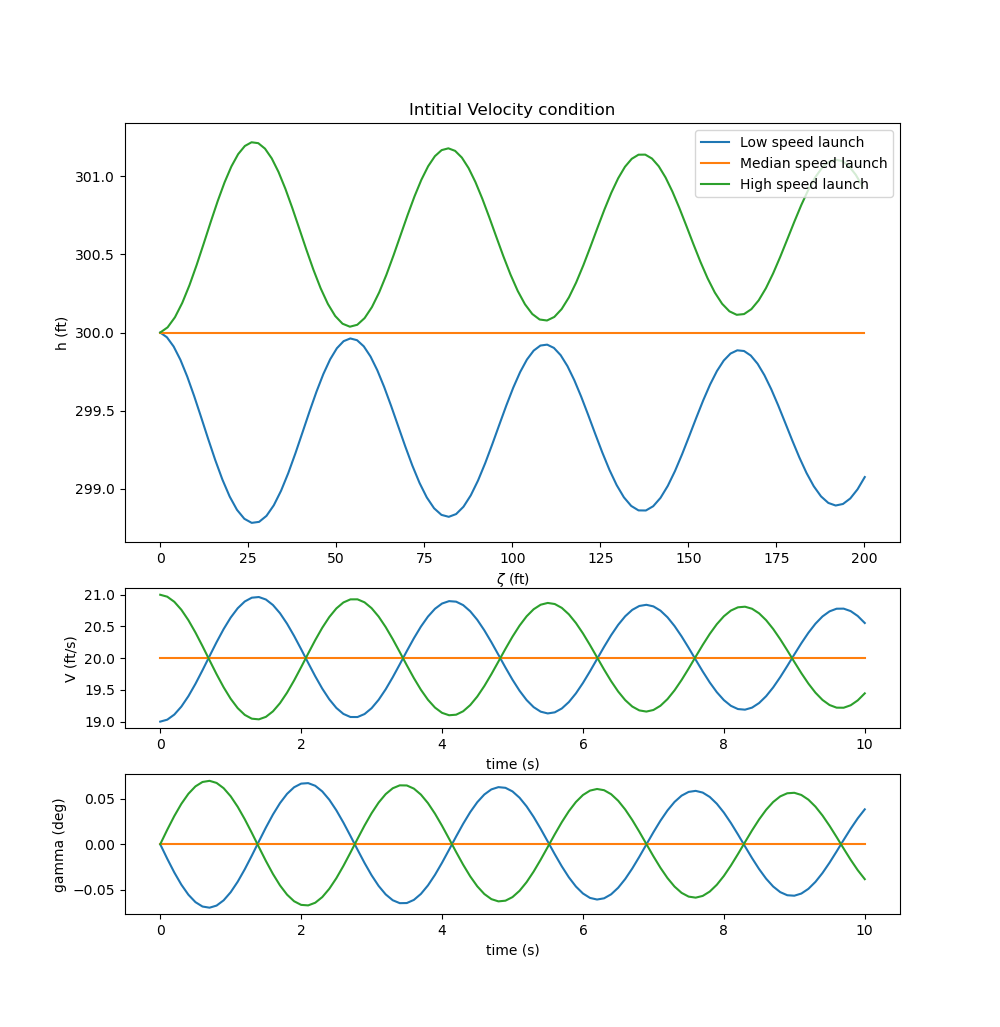 Intitial Velocity condition
Low speed launch
Median speed launch
High speed launch
h (ft)
301.0
300.5
300.0
299.5
299.0
0 25 50 75 100 125 150 175 200
ζ (ft)
V (ft/s)
21.0
20.5
20.0
19.5
19.0
0 2 4 6 8 10
time (s)
gamma (deg)
0.05
0.00
−0.05
0 2 4 6 8 10
time (s)